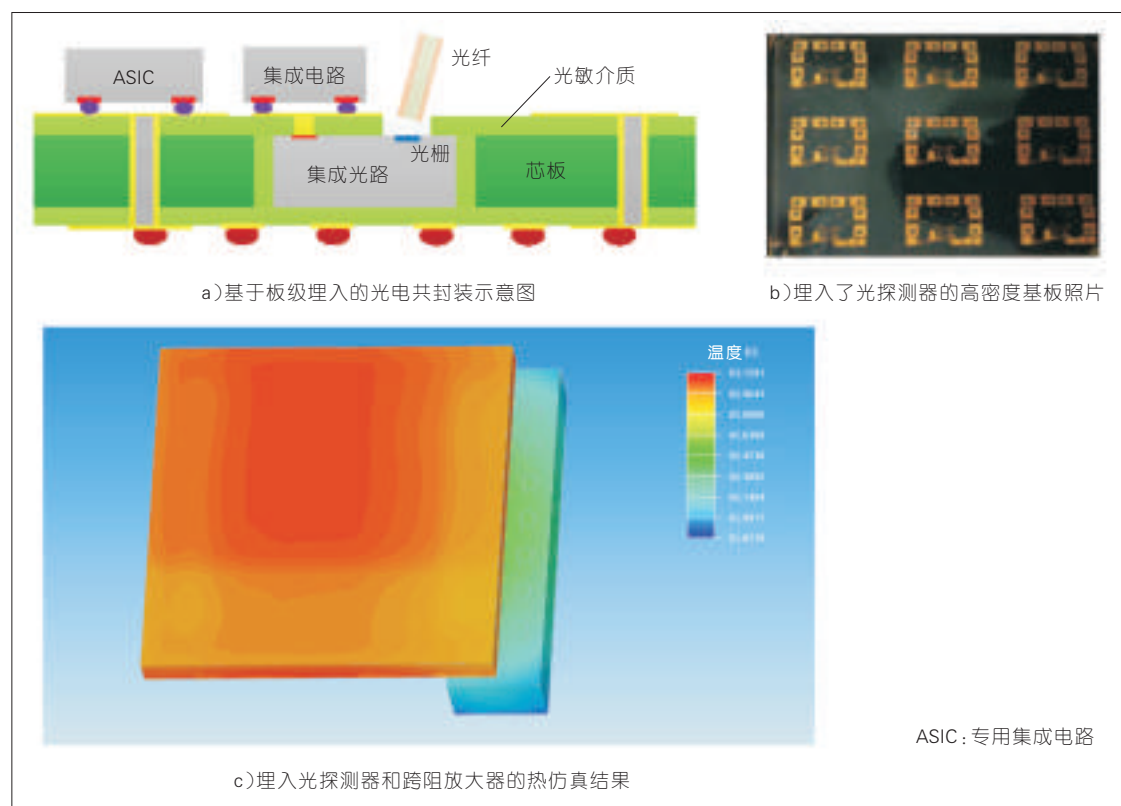 ASIC
集成电路
光纤
光敏介质
光栅
集成光路
芯板
a)基于板级埋入的光电共封装示意图
b)埋入了光探测器的高密度基板照片
温度
ASIC:专用集成电路
c)埋入光探测器和跨阻放大器的热仿真结果